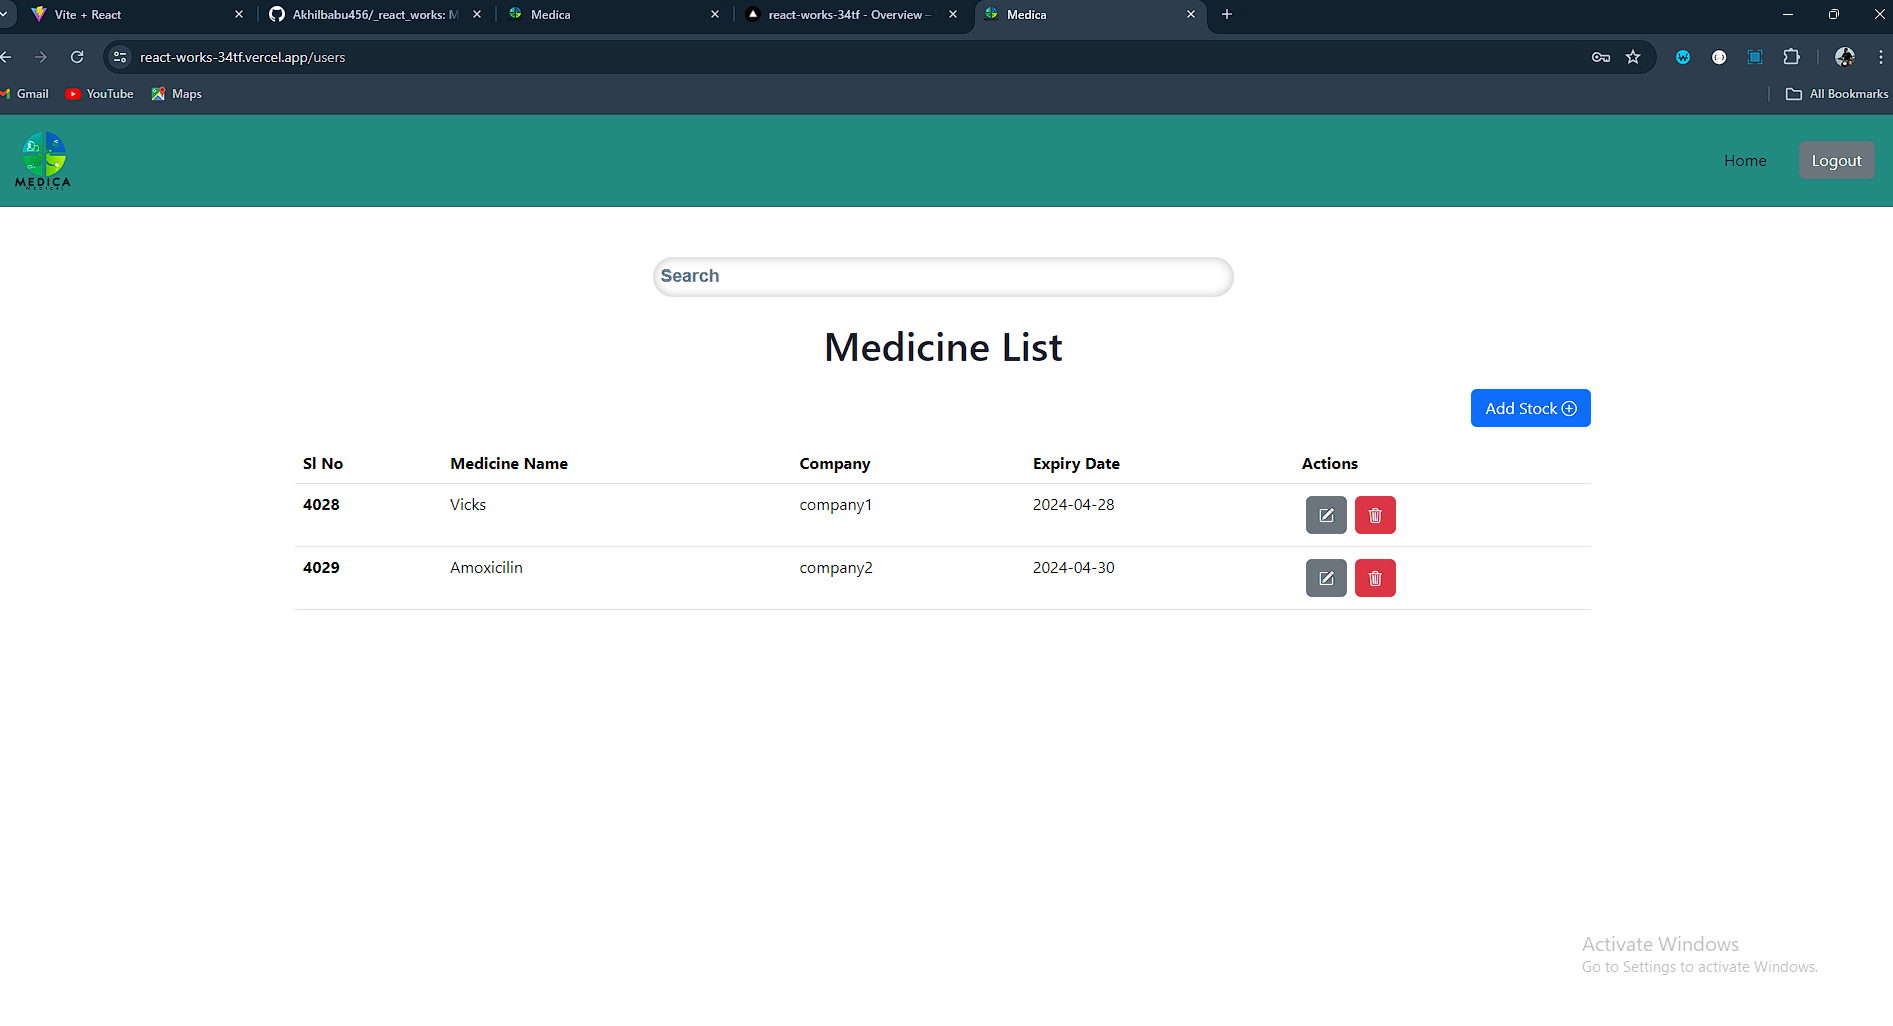 Vite + React
Akhilbabu456/_react_works: M
Medica
react-works-34tf - Overview –
Medica
react-works-34tf.vercel.app/users
Gmail
YouTube
Maps
All Bookmarks
MEDICA
MEDICAL
Home
Logout
Search
Medicine List
Add Stock
Sl No Medicine Name Company Expiry Date Actions
4028 Vicks company1 2024-04-28
4029 Amoxicilin company2 2024-04-30
Activate Windows
Go to Settings to activate Windows.